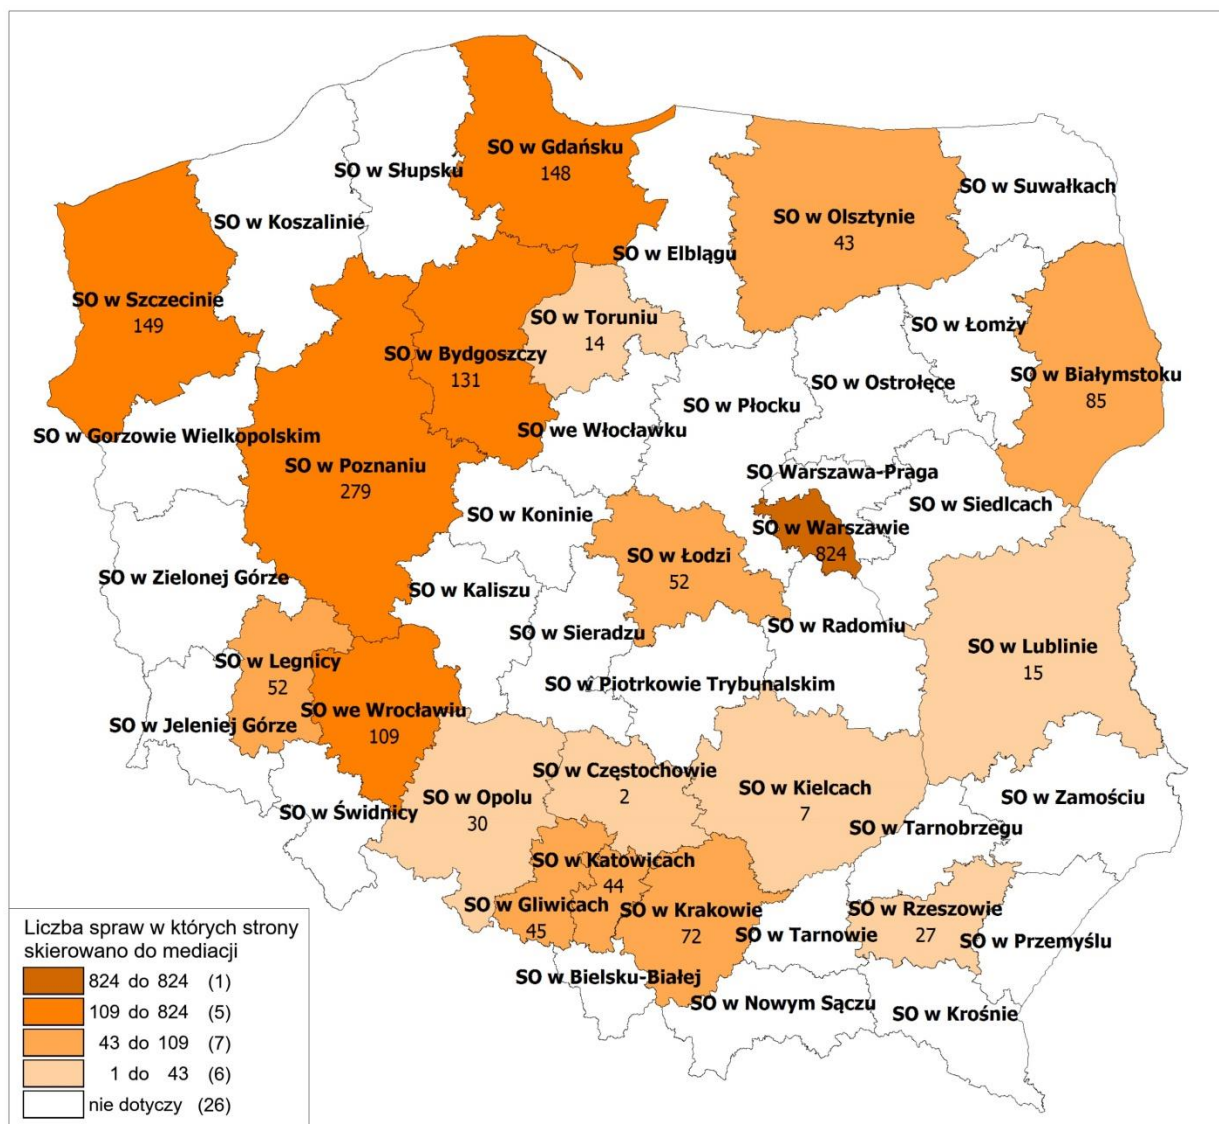 SO w Gdańsku
148
SO w Słupsku
SO w Suwałkach
SO w Koszalinie
SO w Olsztynie
43
SO w Elblągu
SO w Szczecinie
149
SO w Toruniu
14
SO w Łomży
SO w Bydgoszczy
131
SO w Ostrołęce
SO w Białymstoku
85
SO w Płocku
SO we Włocławku
SO w Gorzowie Wielkopolskim
SO w Poznaniu
279
SO Warszawa-Praga
SO w Siedlcach
SO w Koninie
SO w Warszawie
824
SO w Łodzi
52
SO w Zielonej Górze
SO w Kaliszu
SO w Sieradzu
SO w Radomiu
SO w Lublinie
15
SO w Legnicy
52
SO w Piotrkowie Trybunalskim
SO we Wrocławiu
109
SO w Jeleniej Górze
SO w Częstochowie
2
SO w Kielcach
7
SO w Opolu
30
SO w Zamościu
SO w Świdnicy
SO w Tarnobrzegu
SO w Katowicach
44
SO w Gliwicach
45
SO w Krakowie
72
SO w Rzeszowie
27
SO w Tarnowie
SO w Przemyślu
SO w Bielsku-Białej
SO w Nowym Sączu
SO w Krośnie
Liczba spraw w których strony
skierowano do mediacji
824 do 824 (1)
109 do 824 (5)
43 do 109 (7)
1 do 43 (6)
nie dotyczy (26)